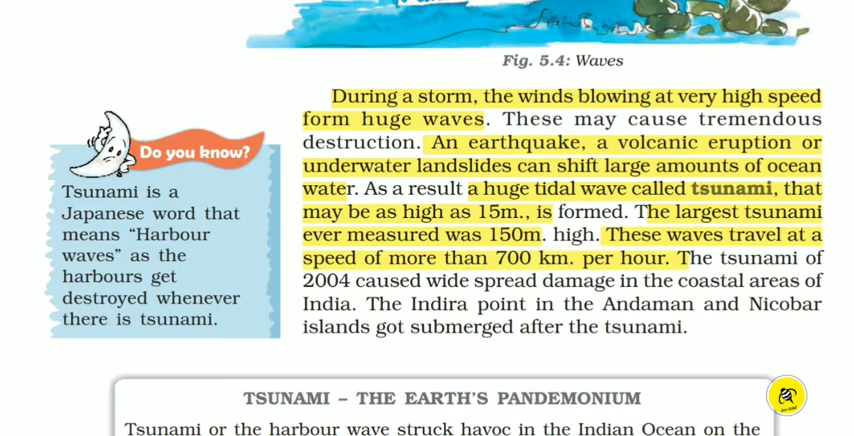 Fig. 5.4: Waves
During a storm, the winds blowing at very high speed
form huge waves. These may cause tremendous
destruction. An earthquake, a volcanic eruption or
underwater landslides can shift large amounts of ocean
water. As a result a huge tidal wave called tsunami, that
may be as high as 15m., is formed. The largest tsunami
ever measured was 150m. high. These waves travel at a
speed of more than 700 km. per hour. The tsunami of
2004 caused wide spread damage in the coastal areas of
India. The Indira point in the Andaman and Nicobar
islands got submerged after the tsunami.
Do you know?
Tsunami is a
Japanese word that
means “Harbour
waves” as the
harbours get
destroyed whenever
there is tsunami.
TSUNAMI – THE EARTH’S PANDEMONIUM
Tsunami or the harbour wave struck havoc in the Indian Ocean on the